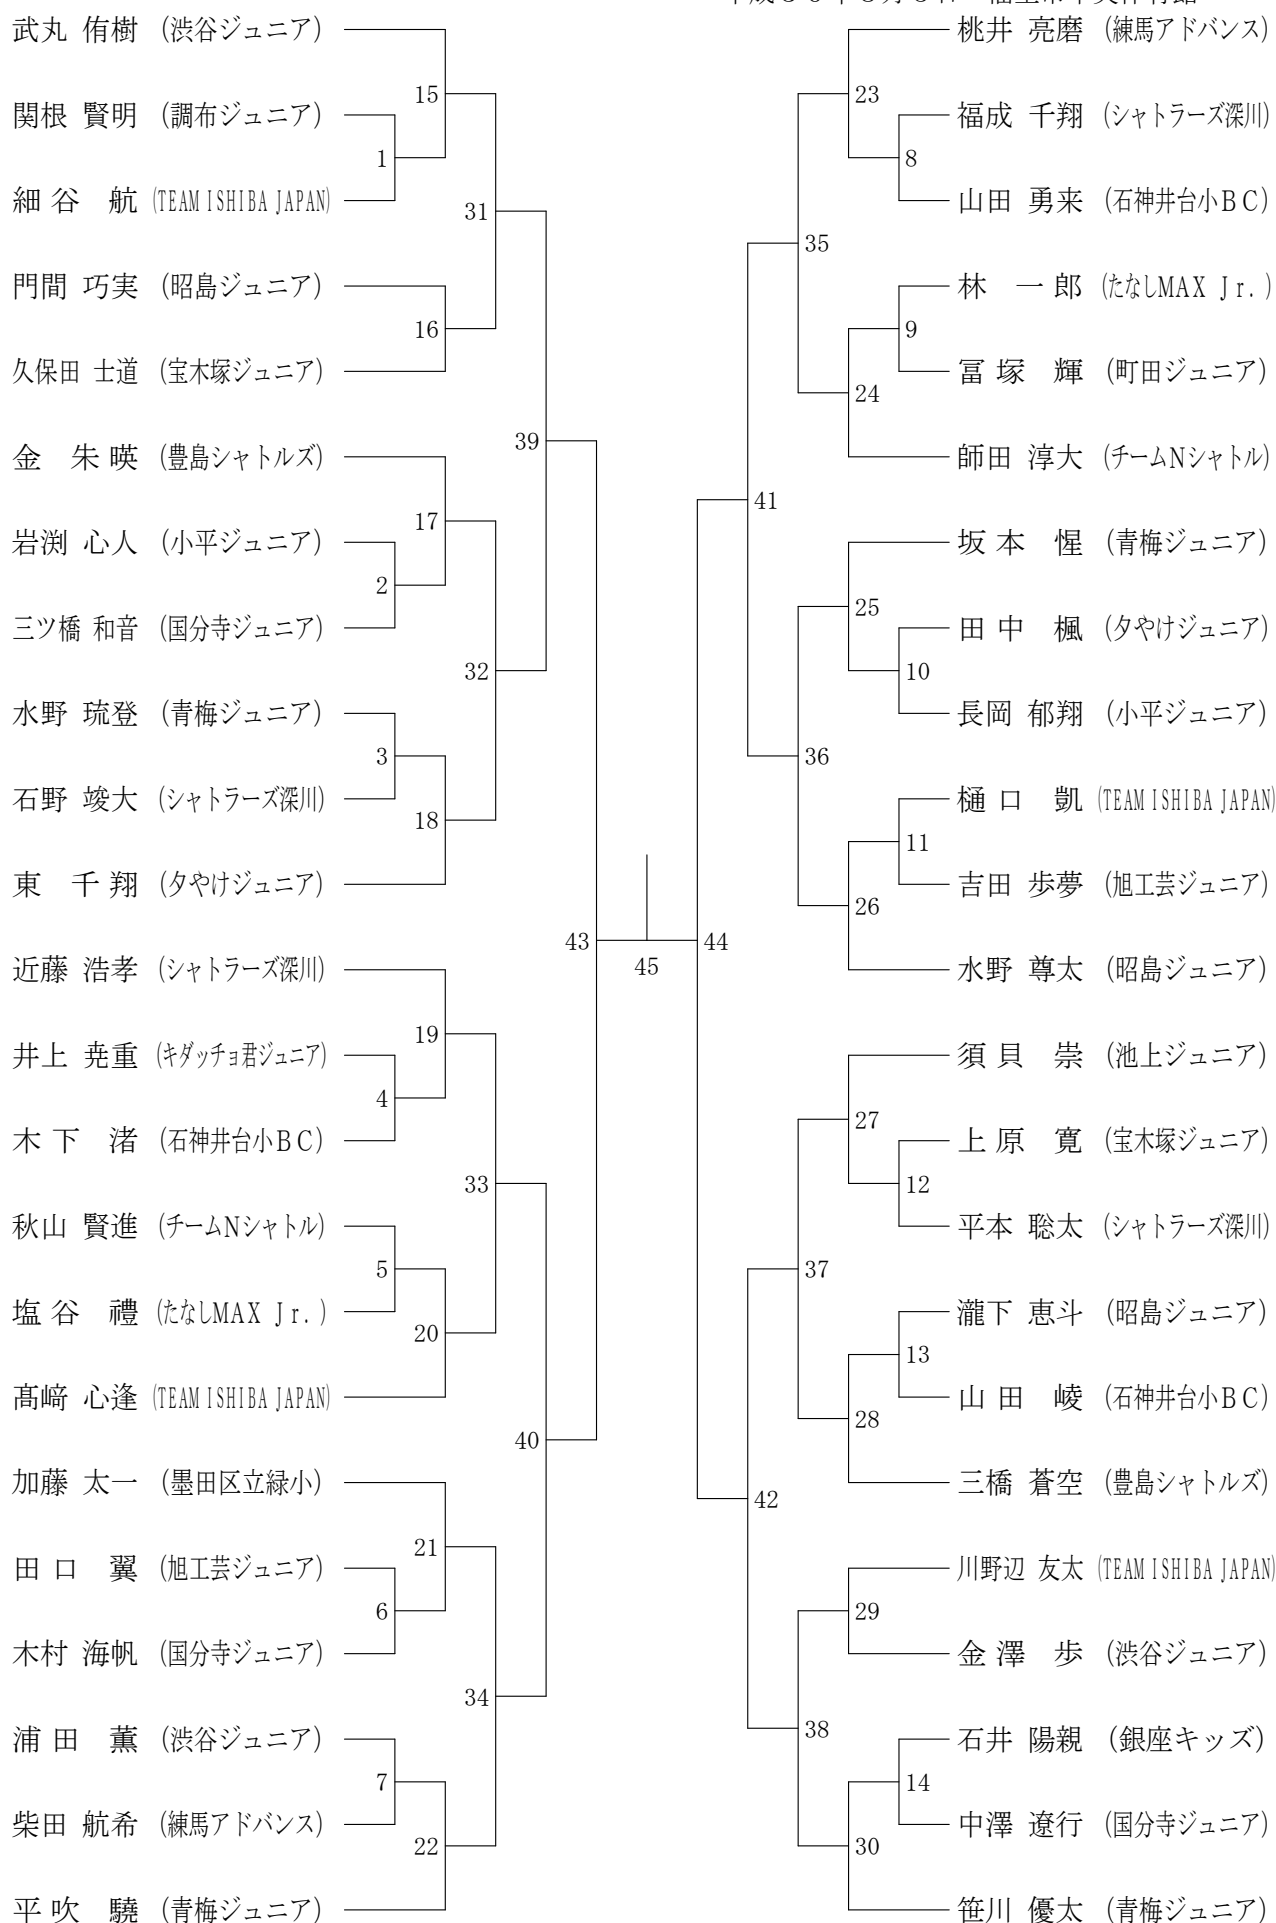 武丸 侑樹 (渋谷ジュニア)
15
関根 賢明 (調布ジュニア)
1
細谷 航 (TEAM ISHIBA JAPAN)
31
門間 巧実 (昭島ジュニア)
16
久保田 士道 (宝木塚ジュニア)
39
金 朱暎 (豊島シャトルズ)
17
岩渕 心人 (小平ジュニア)
2
三ツ橋 和音 (国分寺ジュニア)
32
水野 琉登 (青梅ジュニア)
3
石野 竣大 (シャトラーズ深川)
18
東 千翔 (夕やけジュニア)
43
近藤 浩孝 (シャトラーズ深川)
19
井上 尭重 (キダッチョ君ジュニア)
4
木下 渚 (石神井台小BC)
33
秋山 賢進 (チームNシャトル)
5
塩谷 禮 (たなしMAX Jr.)
20
髙﨑 心逢 (TEAM ISHIBA JAPAN)
40
加藤 太一 (墨田区立緑小)
21
田口 翼 (旭工芸ジュニア)
6
木村 海帆 (国分寺ジュニア)
34
浦田 薫 (渋谷ジュニア)
7
柴田 航希 (練馬アドバンス)
22
平吹 驍 (青梅ジュニア)
45
桃井 亮磨 (練馬アドバンス)
23
福成 千翔 (シャトラーズ深川)
8
山田 勇来 (石神井台小BC)
35
林 一郎 (たなしMAX Jr.)
9
冨塚 輝 (町田ジュニア)
24
師田 淳大 (チームNシャトル)
41
坂本 惺 (青梅ジュニア)
25
田中 楓 (夕やけジュニア)
10
長岡 郁翔 (小平ジュニア)
36
樋口 凱 (TEAM ISHIBA JAPAN)
11
吉田 歩夢 (旭工芸ジュニア)
26
水野 尊太 (昭島ジュニア)
44
須貝 崇 (池上ジュニア)
27
上原 寛 (宝木塚ジュニア)
12
平本 聡太 (シャトラーズ深川)
37
瀧下 恵斗 (昭島ジュニア)
13
山田 崚 (石神井台小BC)
28
三橋 蒼空 (豊島シャトルズ)
42
川野辺 友太 (TEAM ISHIBA JAPAN)
29
金澤 歩 (渋谷ジュニア)
38
石井 陽親 (銀座キッズ)
14
中澤 遼行 (国分寺ジュニア)
30
笹川 優太 (青梅ジュニア)